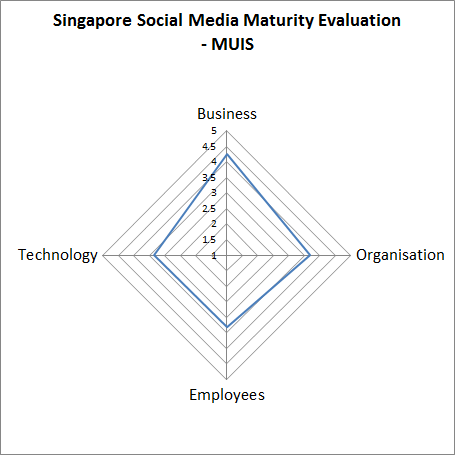 Singapore Social Media Maturity Evaluation
- MUIS
Business
5
4.5
4
3.5
3
2.5
2
1.5
1
Technology
Organisation
Employees